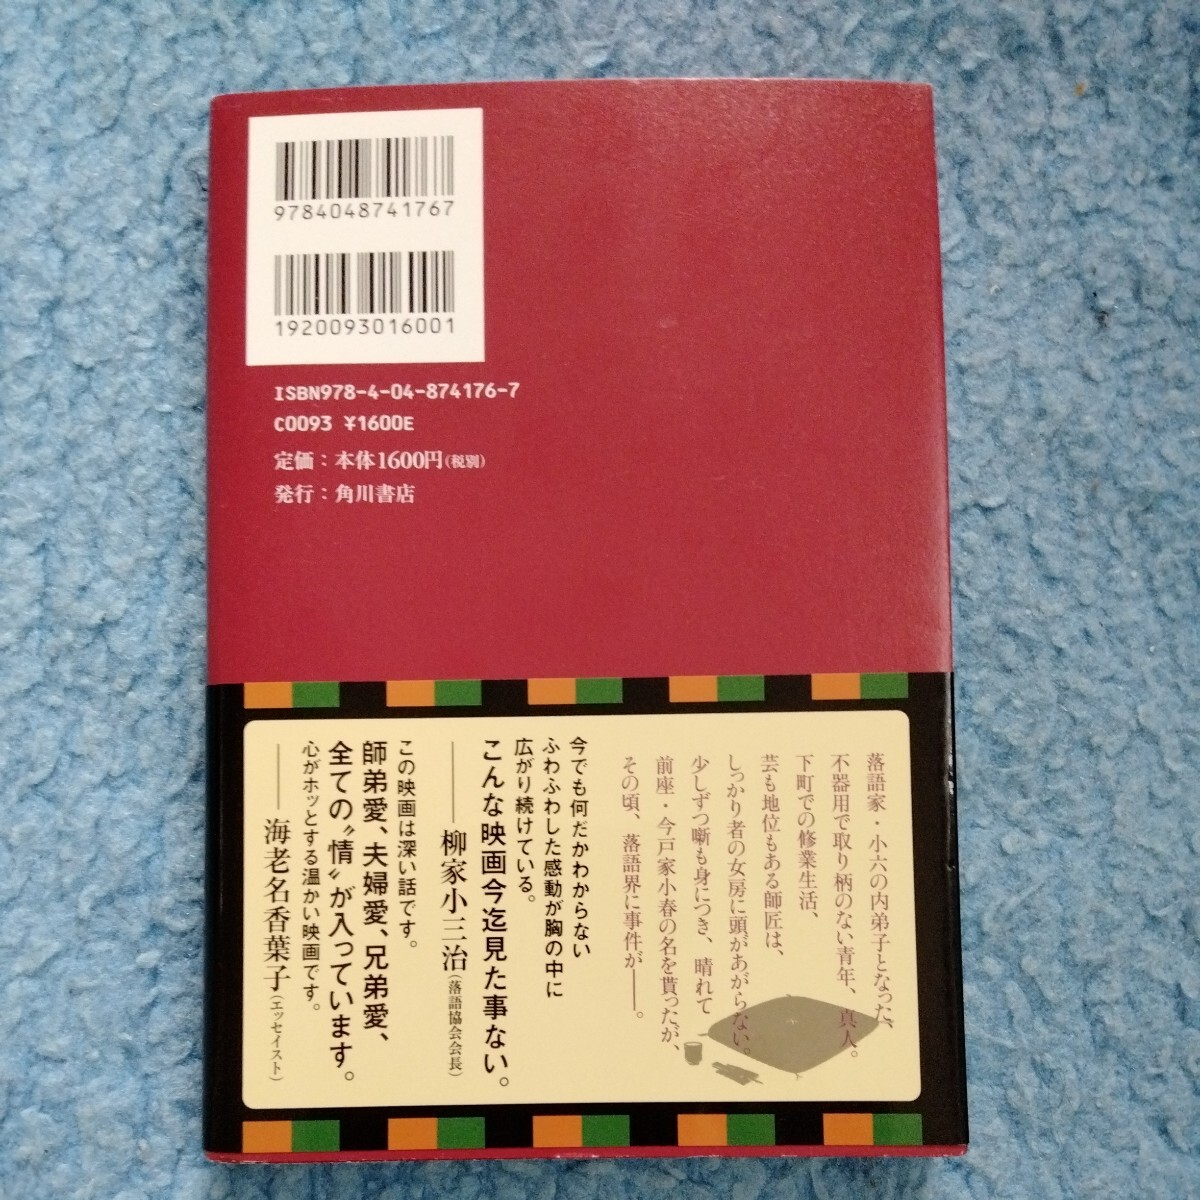 9784048741767
1920093016001
ISBN978-4-04-874176-7
C0093 ¥1600E
定価：本体1600円(税別)
発行：角川書店
落語家・小六の内弟子となった、
不器用で取り柄のない青年、真人。
下町での修業生活、
芸も地位もある師匠は、
しっかり者の女房に頭があがらない。
少しずつ噺も身につき、晴れて
前座・今戸家小春の名を貰ったが、
その頃、落語界に事件が――。
今でも何だかわからない
ふわふわした感動が胸の中に
広がり続けている。
こんな映画今迄見た事ない。
――柳家小三治(落語協会会長)
この映画は深い話です。
師弟愛、夫婦愛、兄弟愛、
全ての〝情〟が入っています。
心がホッとする温かい映画です。
――海老名香葉子(エッセイスト)